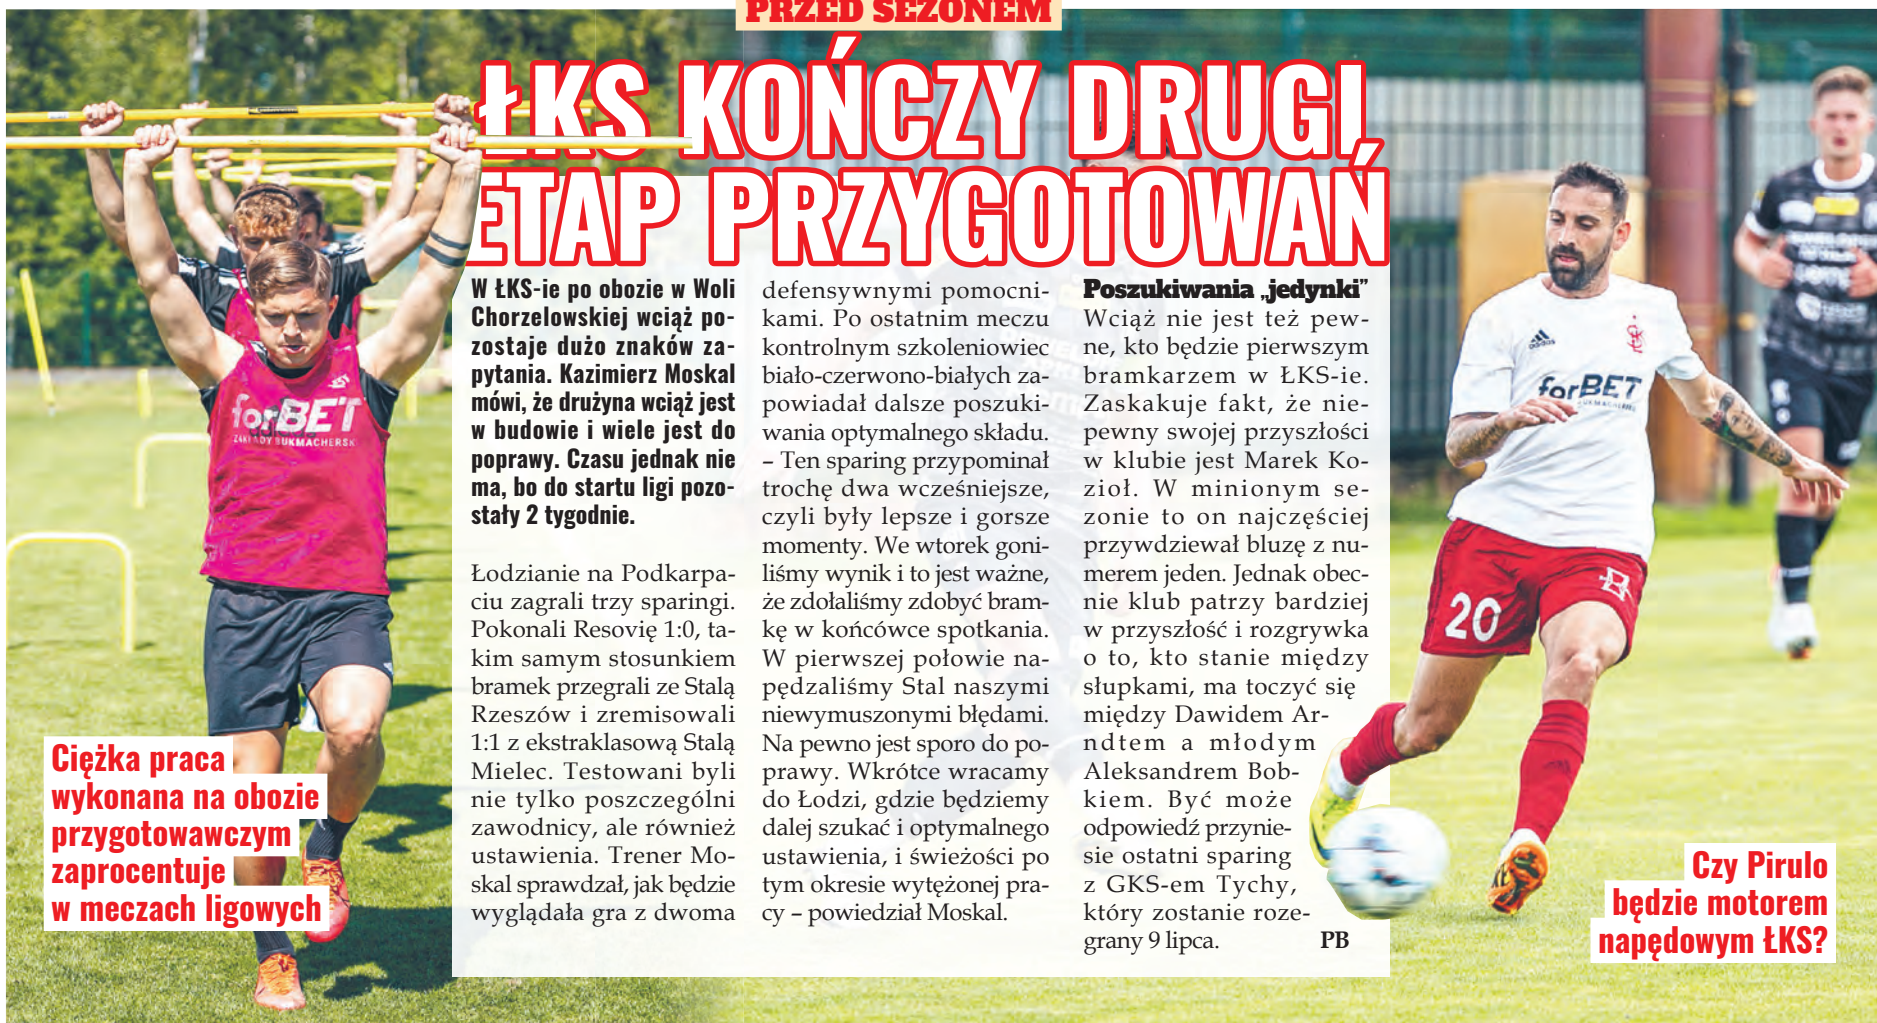 PRZED SEZONEM
ŁKS KOŃCZY DRUGI
ETAP PRZYGOTOWAŃ
W ŁKS-ie po obozie w Woli
Chorzelowskiej wciąż po-
zostaje dużo znaków za-
pytania. Kazimierz Moskal
mówi, że drużyna wciąż jest
w budowie i wiele jest do
poprawy. Czasu jednak nie
ma, bo do startu ligi pozo-
stały 2 tygodnie.
Łodzianie na Podkarpa-
ciu zagrali trzy sparingi.
Pokonali Resovię 1:0, ta-
kim samym stosunkiem
bramek przegrali ze Stalą
Rzeszów i zremisowali
1:1 z ekstraklasową Stalą
Mielec. Testowani byli
nie tylko poszczególni
zawodnicy, ale również
ustawienia. Trener Mo-
skal sprawdzał, jak będzie
wyglądała gra z dwoma
defensywnymi pomocni-
kami. Po ostatnim meczu
kontrolnym szkoleniowiec
biało-czerwono-białych za-
powiadał dalsze poszuki-
wania optymalnego składu.
– Ten sparing przypominał
trochę dwa wcześniejsze,
czyli były lepsze i gorsze
momenty. We wtorek goni-
liśmy wynik i to jest ważne,
że zdołaliśmy zdobyć bram-
kę w końcówce spotkania.
W pierwszej połowie na-
pędzaliśmy Stal naszymi
niewymuszonymi błędami.
Na pewno jest sporo do po-
prawy. Wkrótce wracamy
do Łodzi, gdzie będziemy
dalej szukać i optymalnego
ustawienia, i świeżości po
tym okresie wytężonej pra-
cy – powiedział Moskal.
Poszukiwania „jedynki”
Wciąż nie jest też pew-
ne, kto będzie pierwszym
bramkarzem w ŁKS-ie.
Zaskakuje fakt, że nie-
pewny swojej przyszłości
w klubie jest Marek Ko-
zioł. W minionym se-
zonie to on najczęściej
przywdziewał bluzę z nu-
merem jeden. Jednak obec-
nie klub patrzy bardziej
w przyszłość i rozgrywka
o to, kto stanie między
słupkami, ma toczyć się
między Dawidem Ar-
ndtem a młodym
Aleksandrem Bob-
kiem. Być może
odpowiedź przynie-
sie ostatni sparing
z GKS-em Tychy,
który zostanie roze-
grany 9 lipca.
PB
Ciężka praca
wykonana na obozie
przygotowawczym
zaprocentuje
w meczach ligowych
forBET
ZAKŁADY BUKMACHERSK
adidas
forBET
BUKMACHERSKIE
20
Czy Pirulo
będzie motorem
napędowym ŁKS?